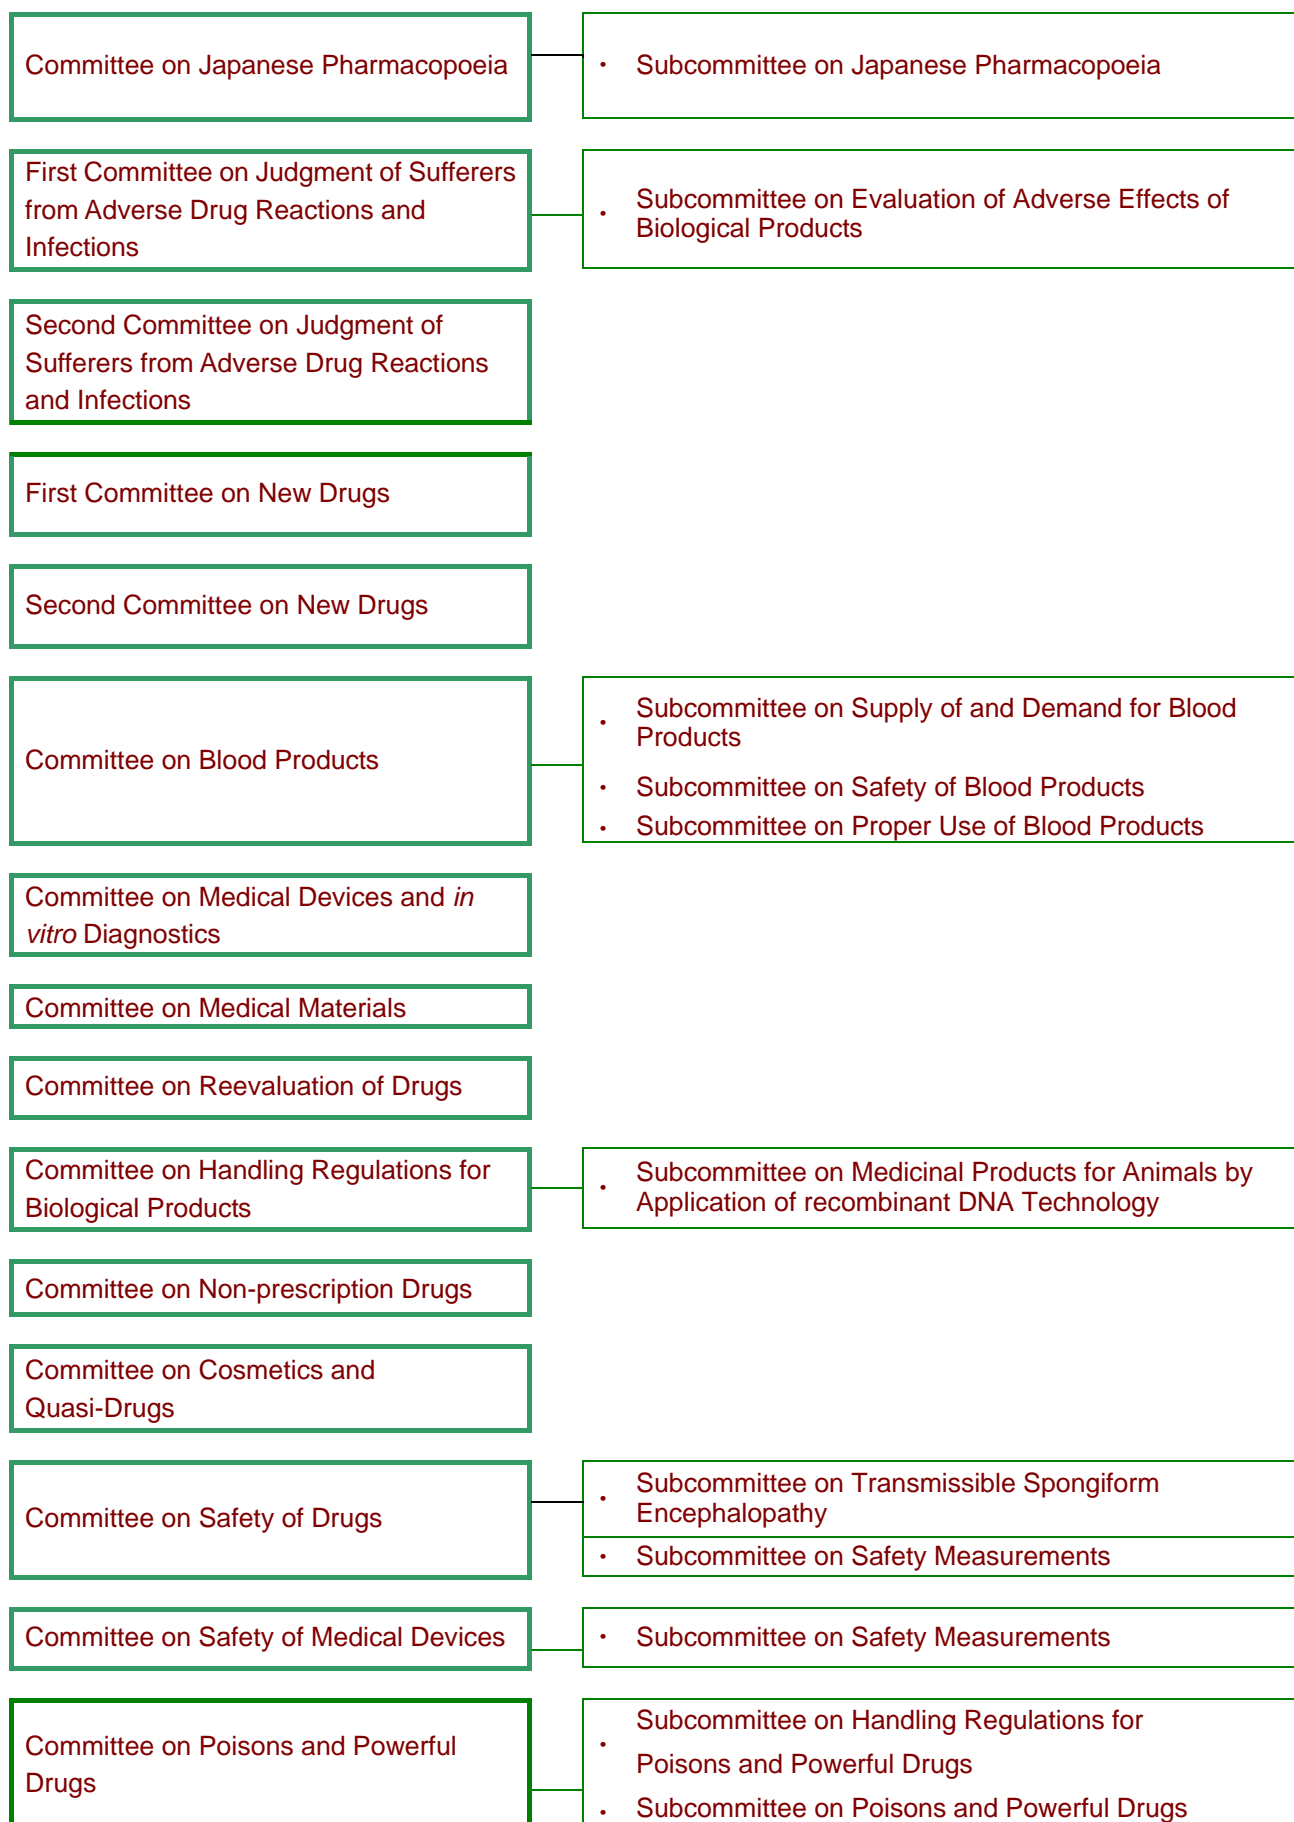 Committee on Japanese Pharmacopoeia
・ Subcommittee on Japanese Pharmacopoeia
First Committee on Judgment of Sufferers
from Adverse Drug Reactions and
Infections
・ Subcommittee on Evaluation of Adverse Effects of
Biological Products
Second Committee on Judgment of
Sufferers from Adverse Drug Reactions
and Infections
First Committee on New Drugs
Second Committee on New Drugs
Committee on Blood Products
・ Subcommittee on Supply of and Demand for Blood
Products
・ Subcommittee on Safety of Blood Products
・ Subcommittee on Proper Use of Blood Products
Committee on Medical Devices and in
vitro Diagnostics
Committee on Medical Materials
Committee on Reevaluation of Drugs
Committee on Handling Regulations for
Biological Products
・ Subcommittee on Medicinal Products for Animals by
Application of recombinant DNA Technology
Committee on Non-prescription Drugs
Committee on Cosmetics and
Quasi-Drugs
Committee on Safety of Drugs
・ Subcommittee on Transmissible Spongiform
Encephalopathy
・ Subcommittee on Safety Measurements
Committee on Safety of Medical Devices
・ Subcommittee on Safety Measurements
Committee on Poisons and Powerful
Drugs
・ Subcommittee on Handling Regulations for
Poisons and Powerful Drugs
・ Subcommittee on Poisons and Powerful Drugs